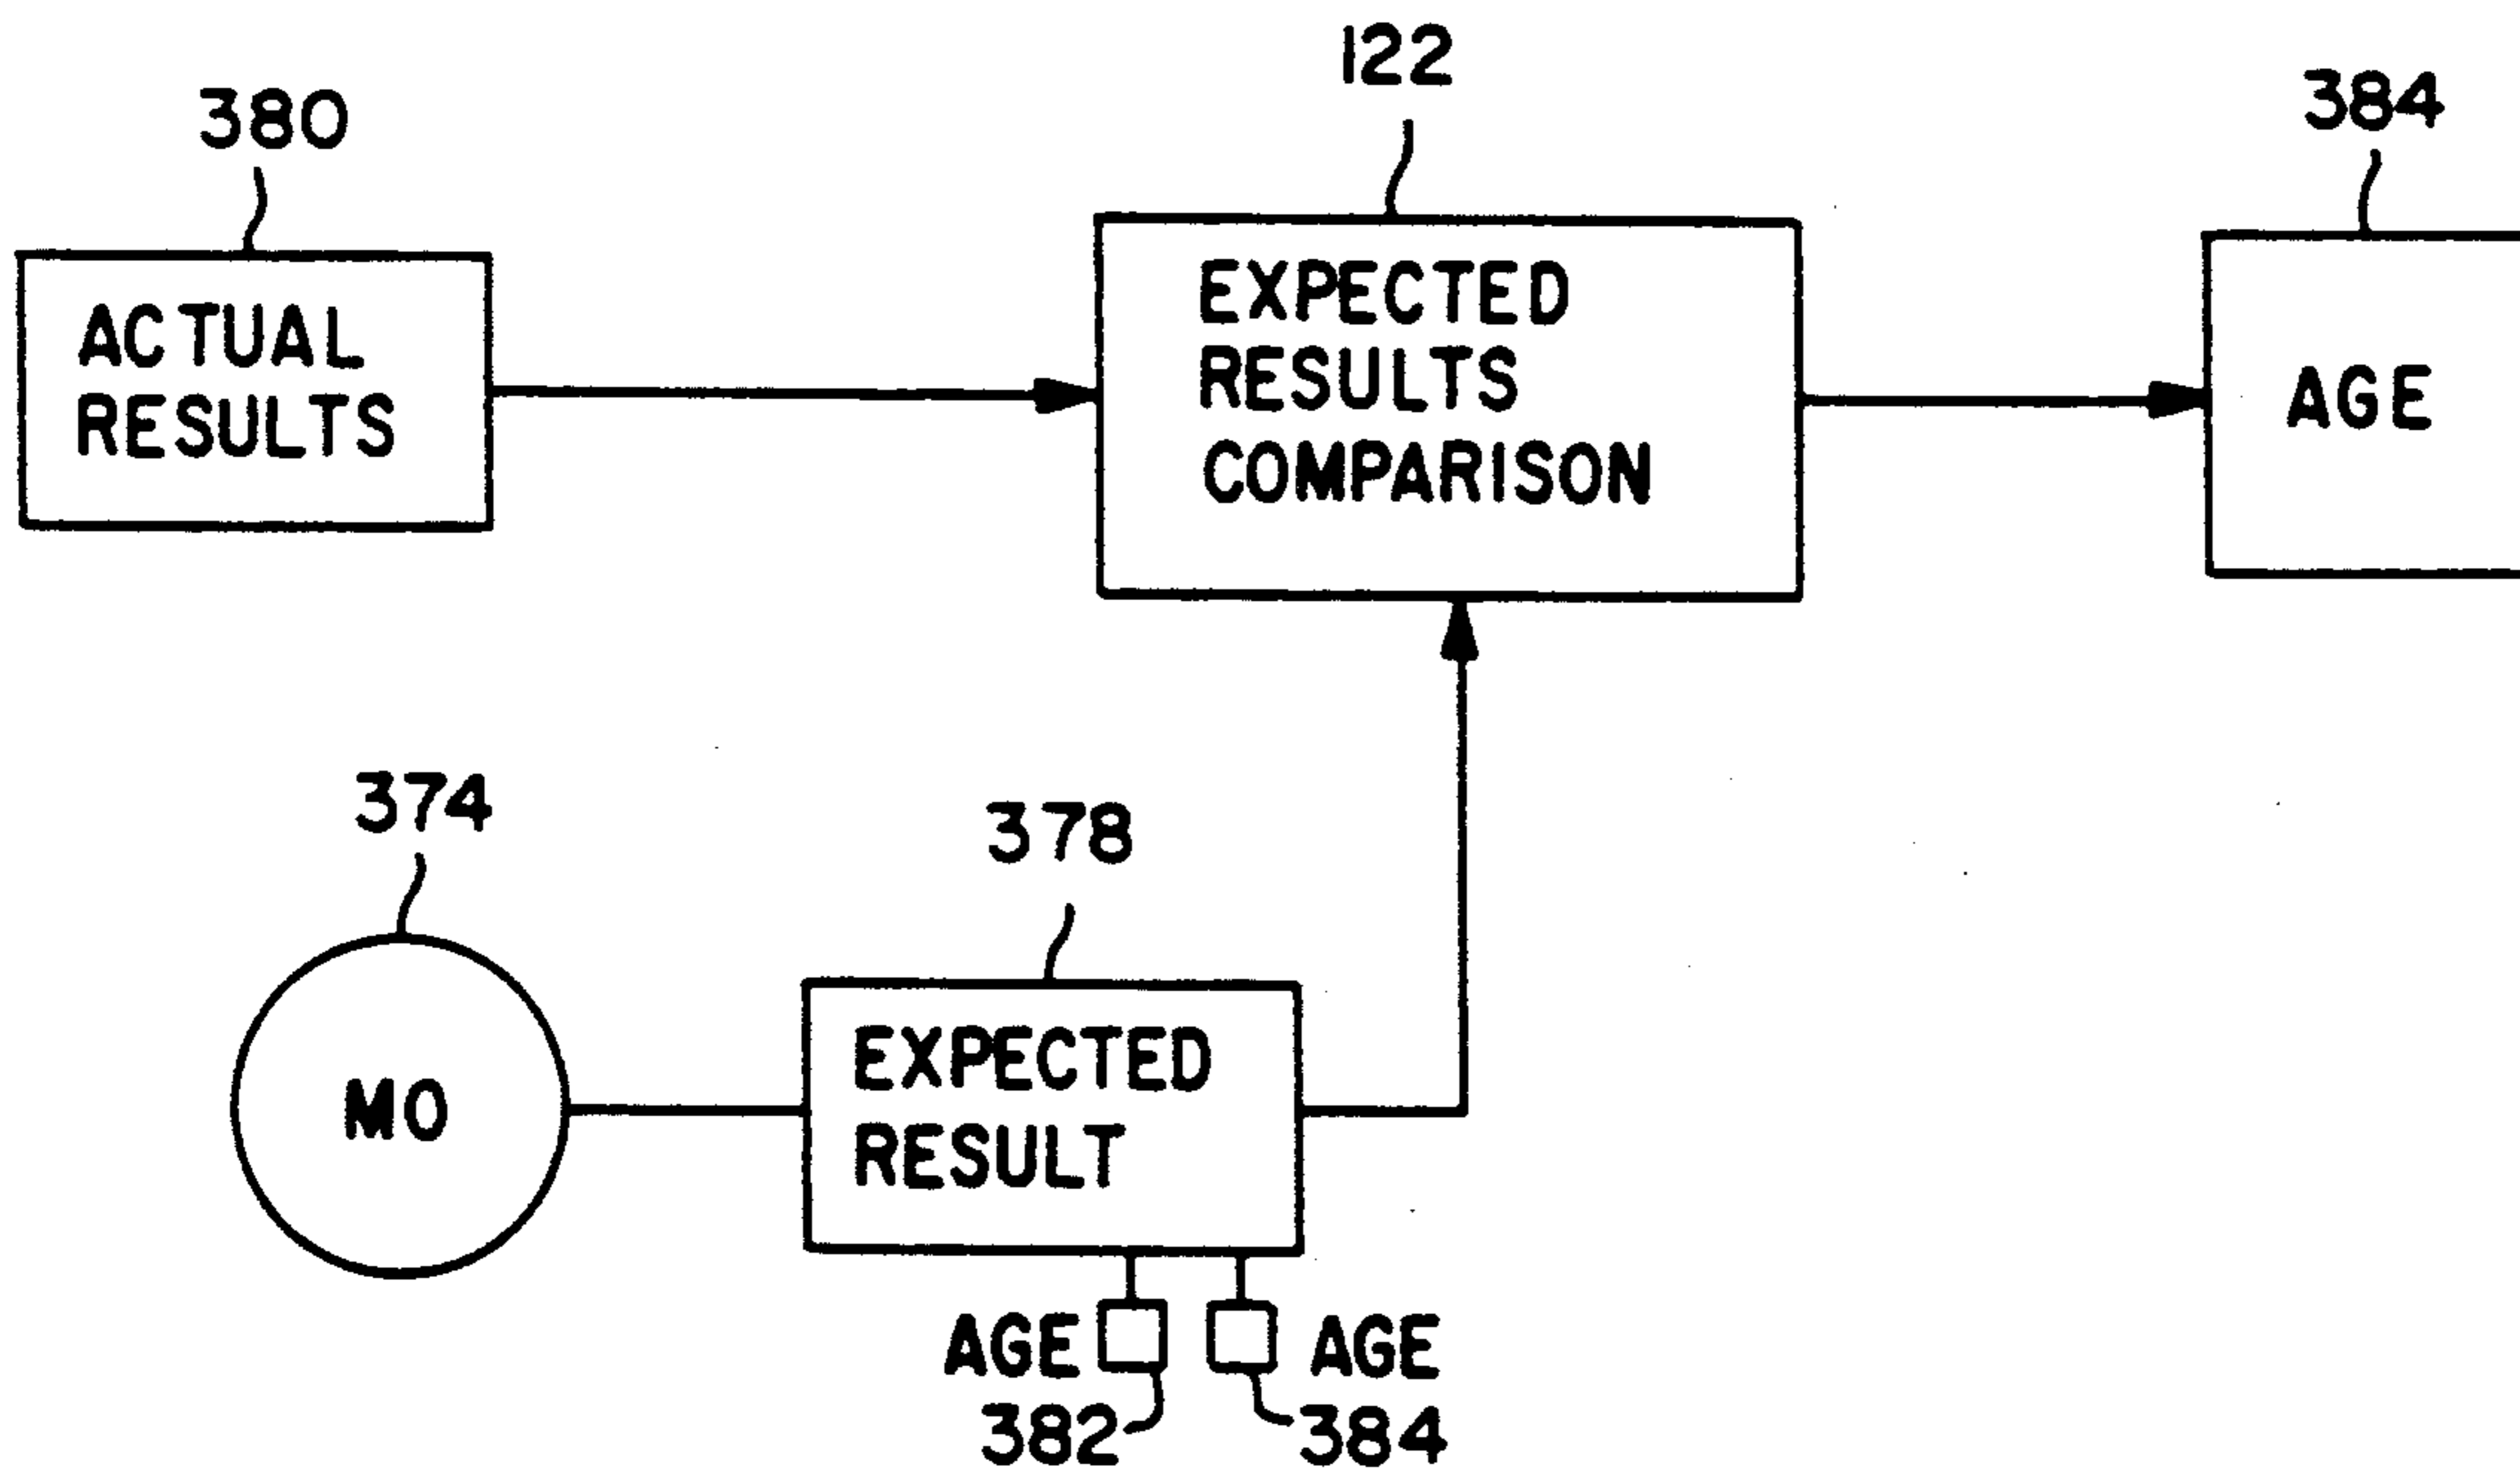 122
384
380
EXPECTED
RESULTS
COMPARISON
ACTUAL
RESULTS
AGE
374
378
MO
EXPECTED
RESULT
AGE AGE
382 384